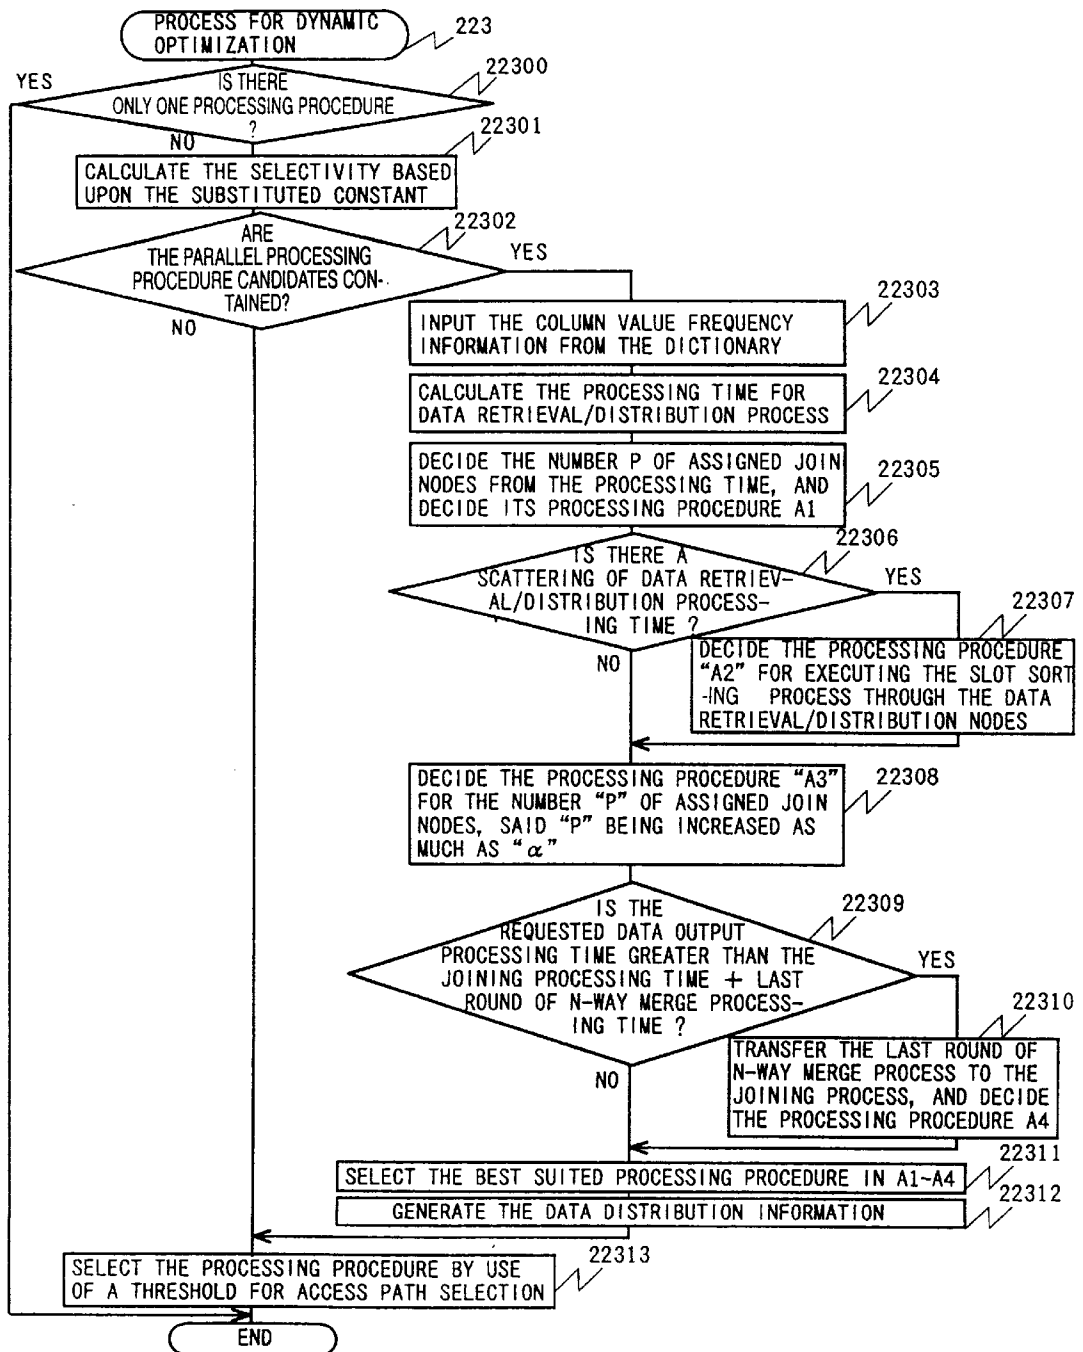 PROCESS FOR DYNAMIC
OPTIMIZATION
223
YES
22300
IS THERE
ONLY ONE PROCESSING PROCEDURE
?
NO
22301
CALCULATE THE SELECTIVITY BASED
UPON THE SUBSTITUTED CONSTANT
22302
ARE
THE PARALLEL PROCESSING
PROCEDURE CANDIDATES CON-
TAINED?
YES
NO
22303
INPUT THE COLUMN VALUE FREQUENCY
INFORMATION FROM THE DICTIONARY
22304
CALCULATE THE PROCESSING TIME FOR
DATA RETRIEVAL/DISTRIBUTION PROCESS
DECIDE THE NUMBER P OF ASSIGNED JOIN
NODES FROM THE PROCESSING TIME, AND
DECIDE ITS PROCESSING PROCEDURE A1
22305
22306
IS THERE A
SCATTERING OF DATA RETRIEV-
AL/DISTRIBUTION PROCESS-
ING TIME ?
YES
NO
22307
DECIDE THE PROCESSING PROCEDURE
"A2" FOR EXECUTING THE SLOT SORT
-ING PROCESS THROUGH THE DATA
RETRIEVAL/DISTRIBUTION NODES
DECIDE THE PROCESSING PROCEDURE "A3"
FOR THE NUMBER "P" OF ASSIGNED JOIN
NODES, SAID "P" BEING INCREASED AS
MUCH AS "α"
22308
22309
IS THE
REQUESTED DATA OUTPUT
PROCESSING TIME GREATER THAN THE
JOINING PROCESSING TIME + LAST
ROUND OF N-WAY MERGE PROCESS-
ING TIME ?
YES
NO
22310
TRANSFER THE LAST ROUND OF
N-WAY MERGE PROCESS TO THE
JOINING PROCESS, AND DECIDE
THE PROCESSING PROCEDURE A4
22311
SELECT THE BEST SUITED PROCESSING PROCEDURE IN A1~A4
22312
GENERATE THE DATA DISTRIBUTION INFORMATION
22313
SELECT THE PROCESSING PROCEDURE BY USE
OF A THRESHOLD FOR ACCESS PATH SELECTION
END